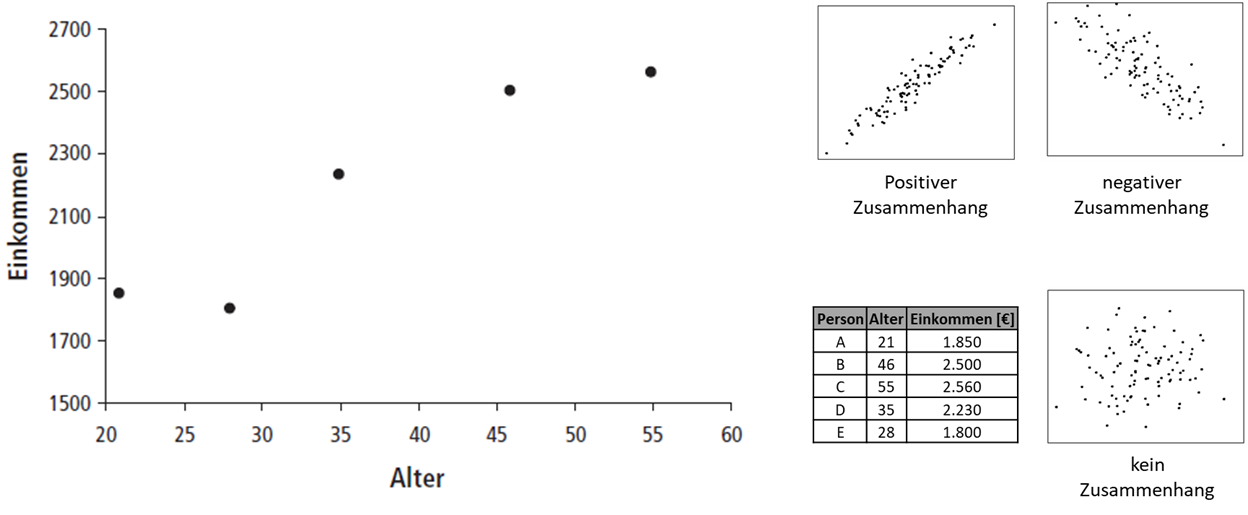 2700
2500
2300
2100
1900
1700
1500
Einkommen
20 25 30 35 40 45 50 55 60
Alter
Positiver
Zusammenhang
negativer
Zusammenhang
Person Alter Einkommen [€]
A 21 1.850
B 46 2.500
C 55 2.560
D 35 2.230
E 28 1.800
kein
Zusammenhang